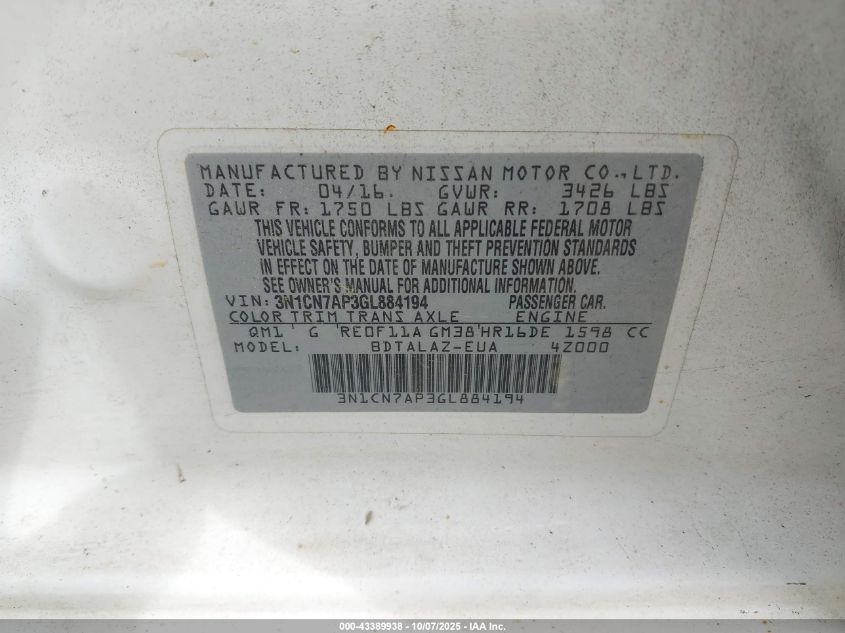 MANUFACTURED BY NISSAN MOTOR CO., LTD.
DATE: 04/16. GVWR: 3426 LBS
GAWR FR: 1750 LBS GAWR RR: 1708 LBS
THIS VEHICLE CONFORMS TO ALL APPLICABLE FEDERAL MOTOR
VEHICLE SAFETY, BUMPER AND THEFT PREVENTION STANDARDS
IN EFFECT ON THE DATE OF MANUFACTURE SHOWN ABOVE.
SEE OWNER'S MANUAL FOR ADDITIONAL INFORMATION.
VIN: 3N1CN7AP3GL884194 PASSENGER CAR.
COLOR TRIM TRANS AXLE ENGINE
QM1 ' G 'RE0F11A GM38'HR16DE 1598 CC
MODEL: BDTALAZ-EUA 4Z000
3N1CN7AP3GL884194
000-43389938 - 10/07/2025 - IAA Inc.